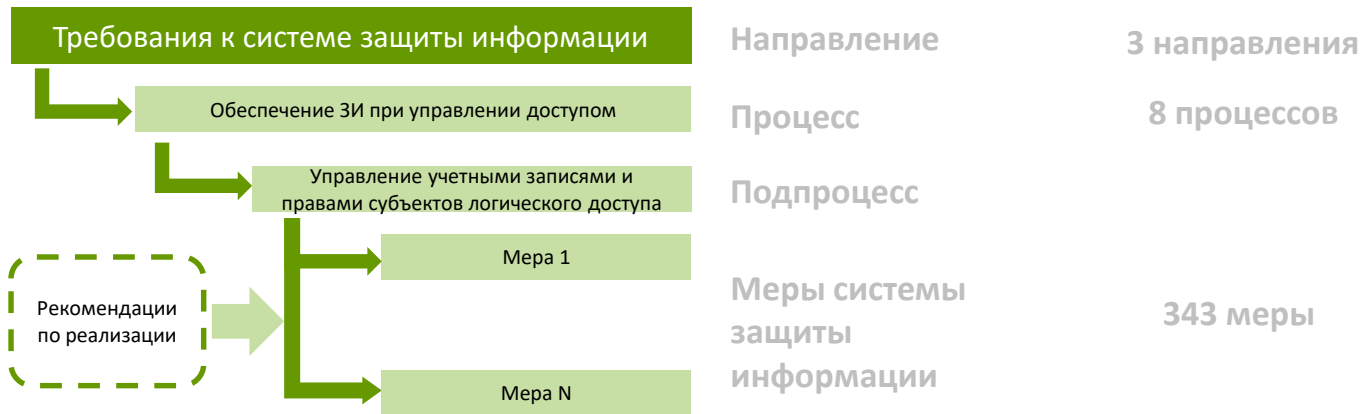 Требования к системе защиты информации
Направление
3 направления
Обеспечение ЗИ при управлении доступом
Процесс
8 процессов
Управление учетными записями и
правами субъектов логического доступа
Подпроцесс
Мера 1
Рекомендации
по реализации
Меры системы
защиты
информации
343 меры
Мера N